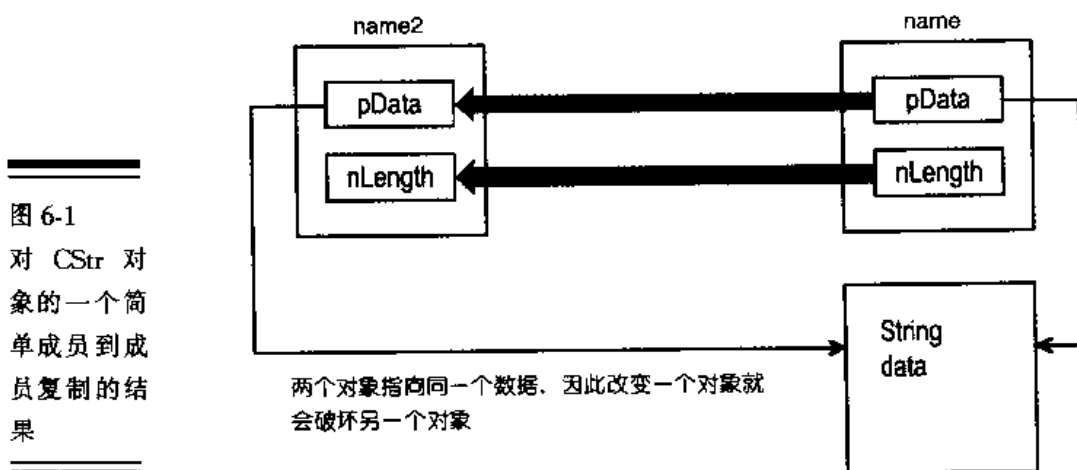 name2
name
pData
pData
nLength
nLength
图 6-1
对 CStr 对
象的一个简
单成员到成
员复制的结
果
String
data
两个对象指向同一个数据、因此改变一个对象就
会破坏另一个对象